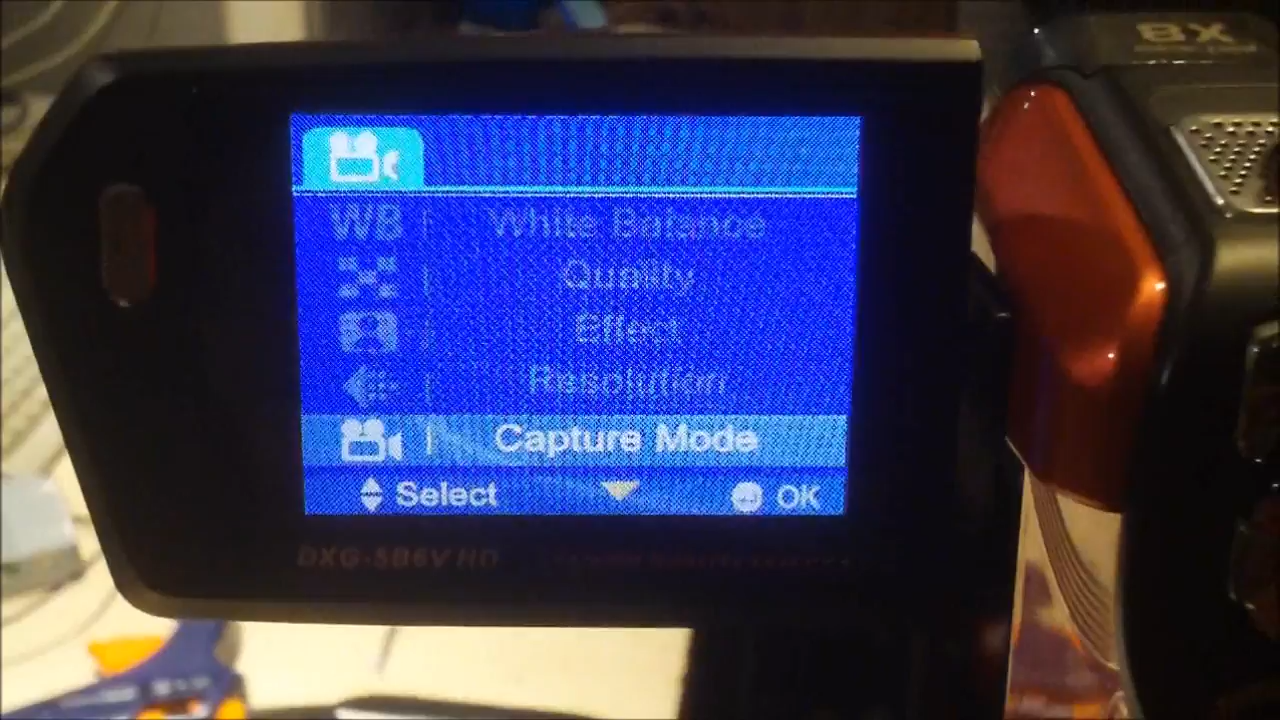 8X
WB | White Balance
Quality
Effect
Resolution
Capture Mode
Select OK
DXG-5B6V HD